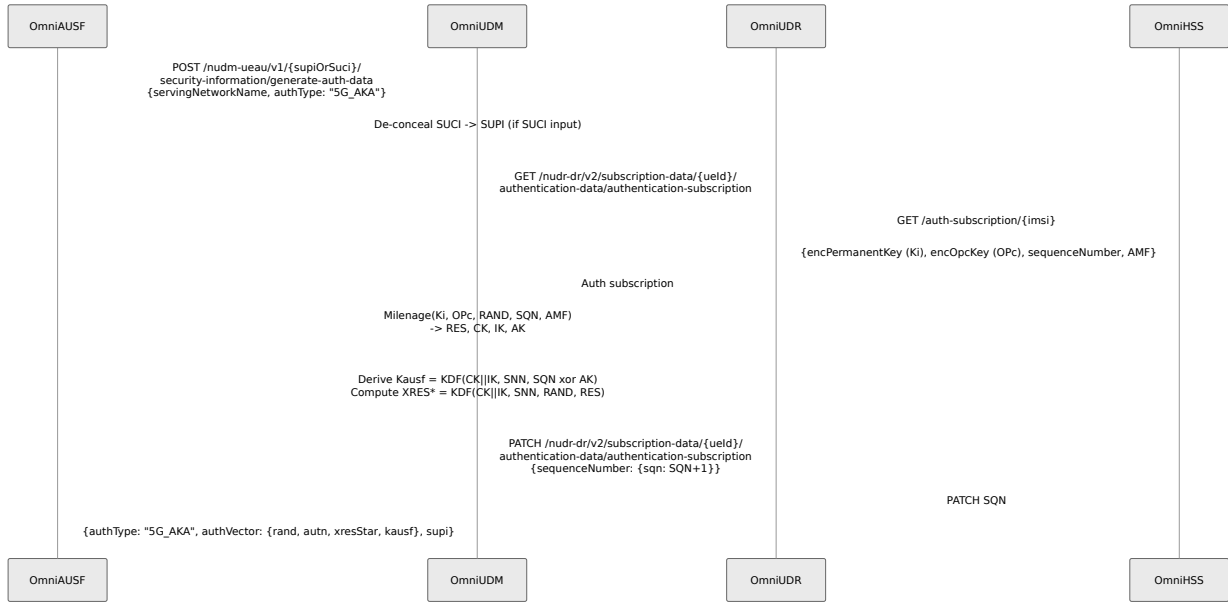 OmniAUSF
OmniUDM
OmniUDR
OmniHSS
POST /nudm-ueau/v1/{supiOrSuci}/
security-information/generate-auth-data
{servingNetworkName, authType: "5G_AKA"}
De-conceal SUCI -> SUPI (if SUCI input)
GET /nudr-dr/v2/subscription-data/{ueId}/
authentication-data/authentication-subscription
GET /auth-subscription/{imsi}
{encPermanentKey (Ki), encOpcKey (OPc), sequenceNumber, AMF}
Auth subscription
Milenage(Ki, OPc, RAND, SQN, AMF)
-> RES, CK, IK, AK
Derive Kausf = KDF(CK||IK, SNN, SQN xor AK)
Compute XRES* = KDF(CK||IK, SNN, RAND, RES)
PATCH /nudr-dr/v2/subscription-data/{ueId}/
authentication-data/authentication-subscription
{sequenceNumber: {sqn: SQN+1}}
PATCH SQN
{authType: "5G_AKA", authVector: {rand, autn, xresStar, kausf}, supi}
OmniAUSF
OmniUDM
OmniUDR
OmniHSS